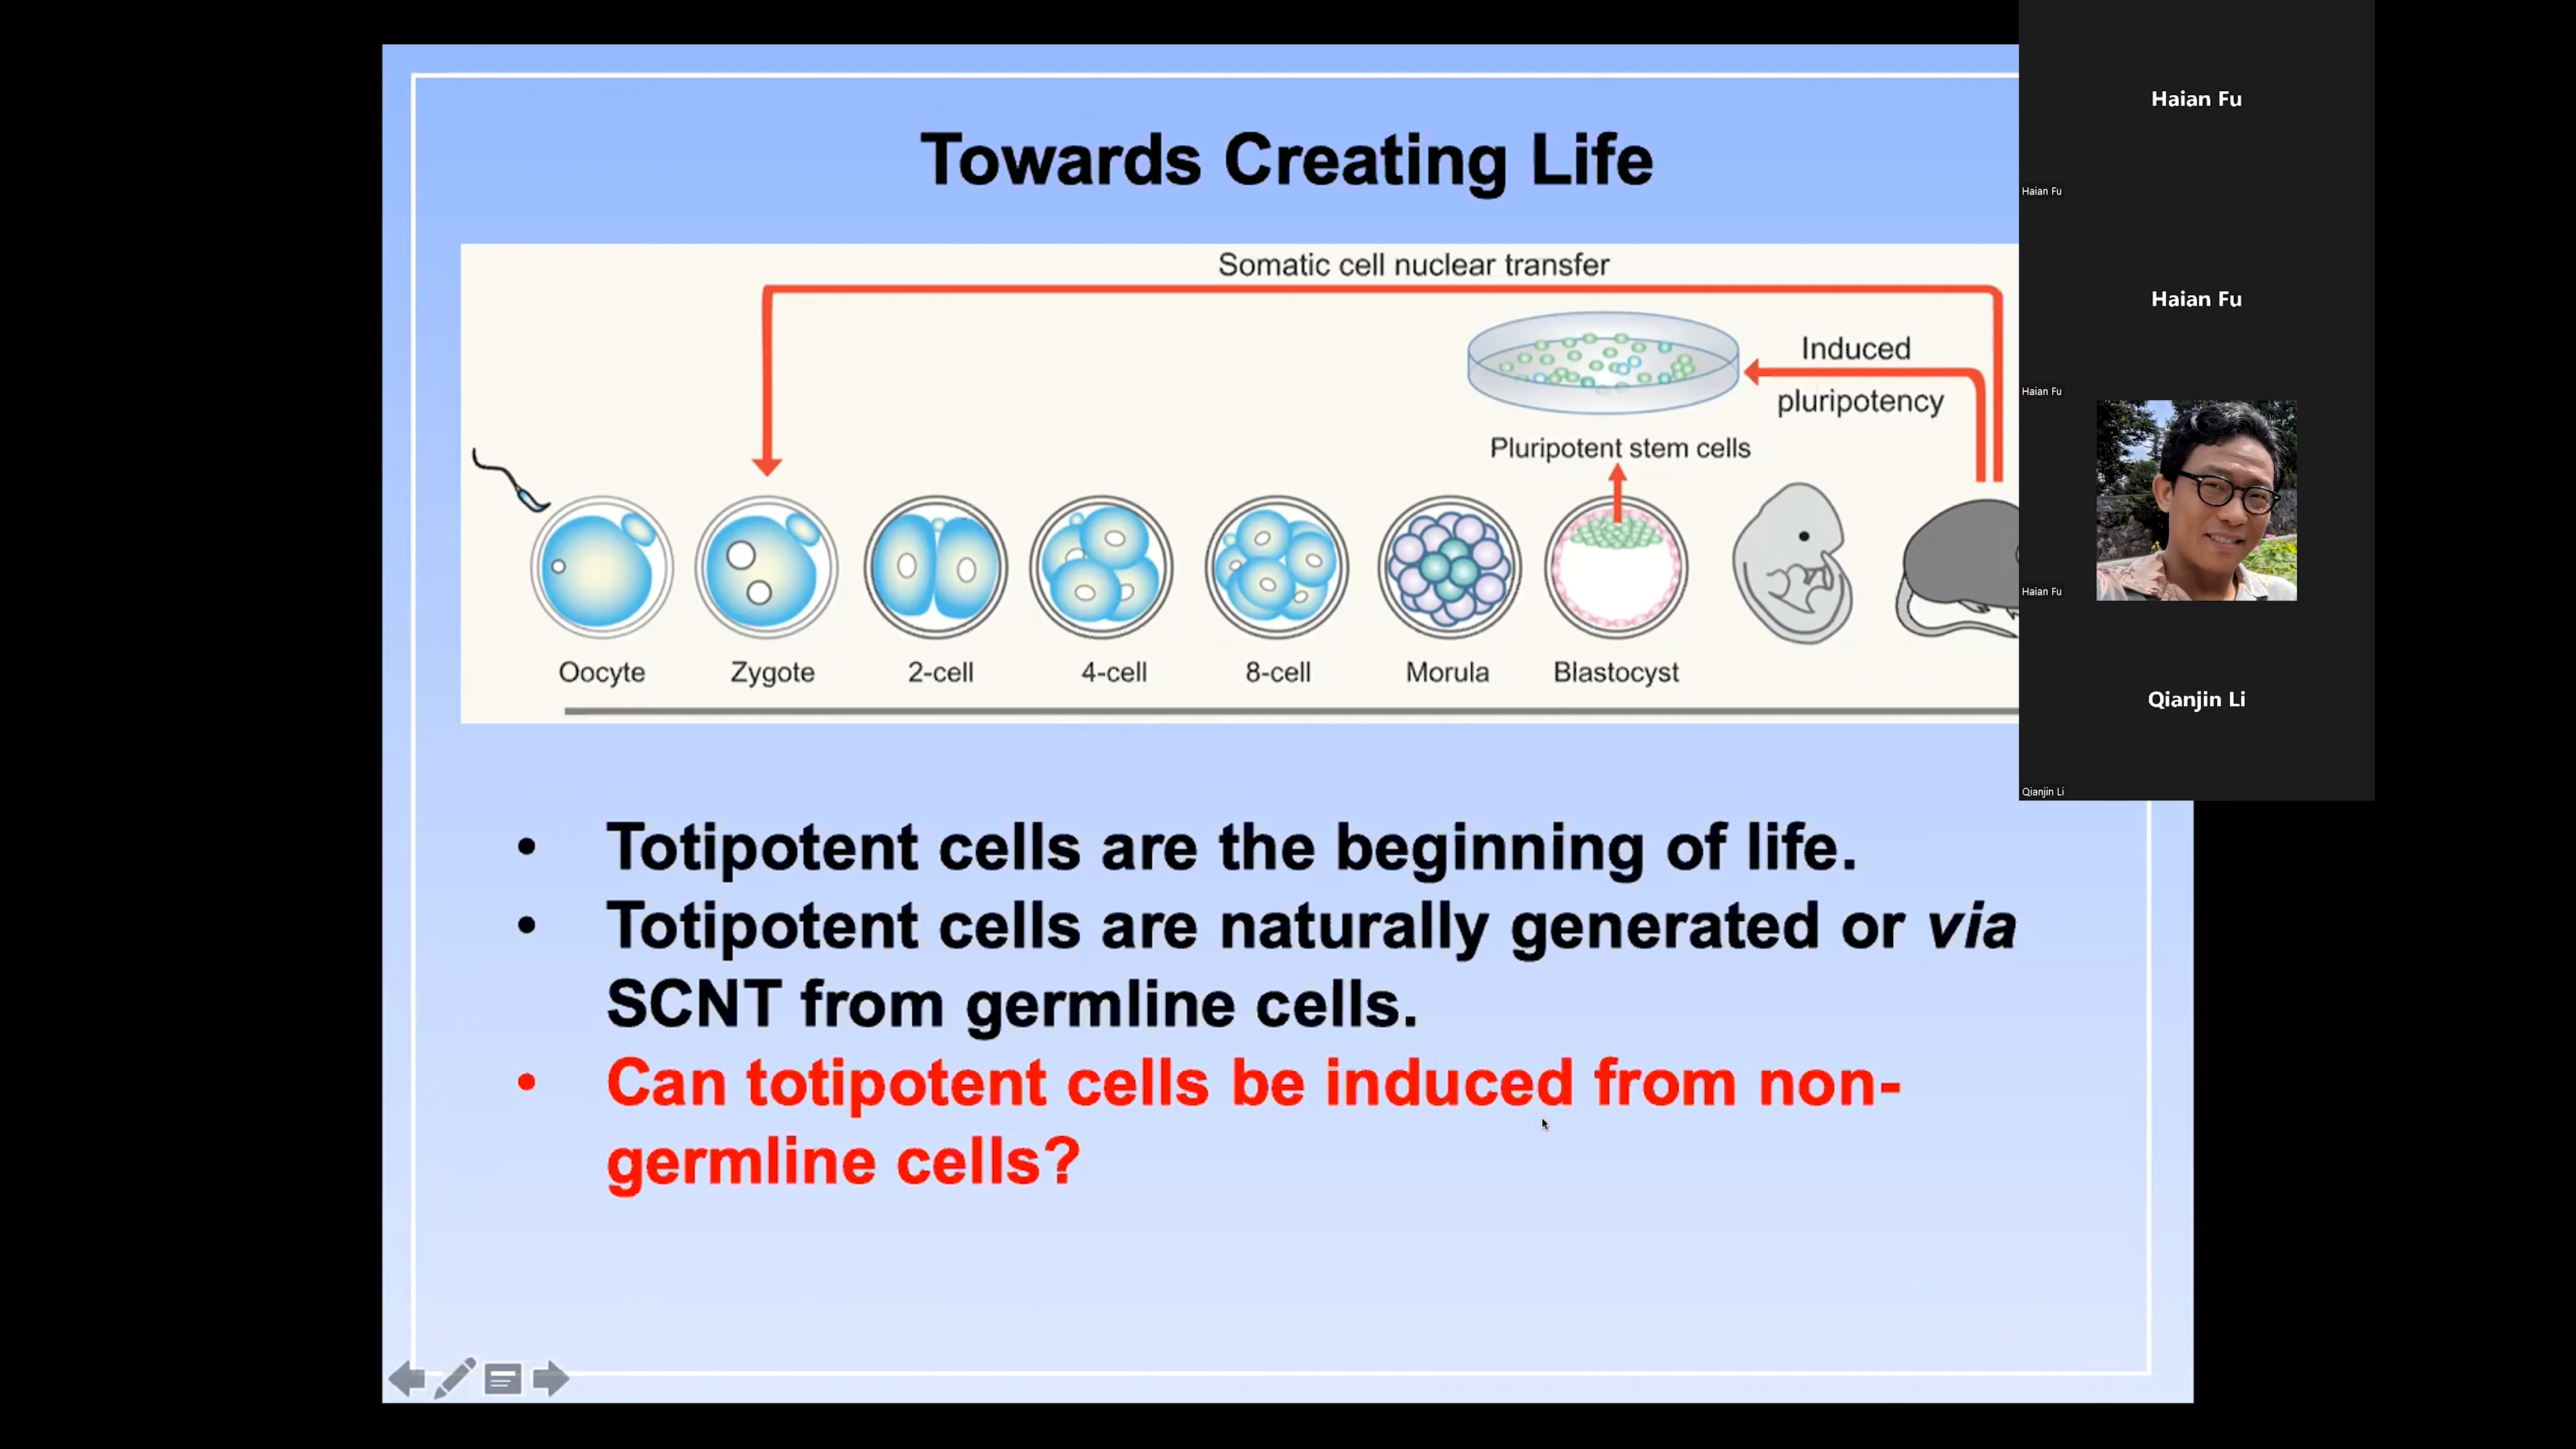 Towards Creating Life
Somatic cell nuclear transfer
Induced
pluripotency
Pluripotent stem cells
Oocyte
Zygote
2-cell
4-cell
8-cell
Morula
Blastocyst
• Totipotent cells are the beginning of life.
• Totipotent cells are naturally generated or via
SCNT from germline cells.
• Can totipotent cells be induced from non-
germline cells?
Haian Fu
Haian Fu
Haian Fu
Haian Fu
Haian Fu
Qianjin Li
Qianjin Li